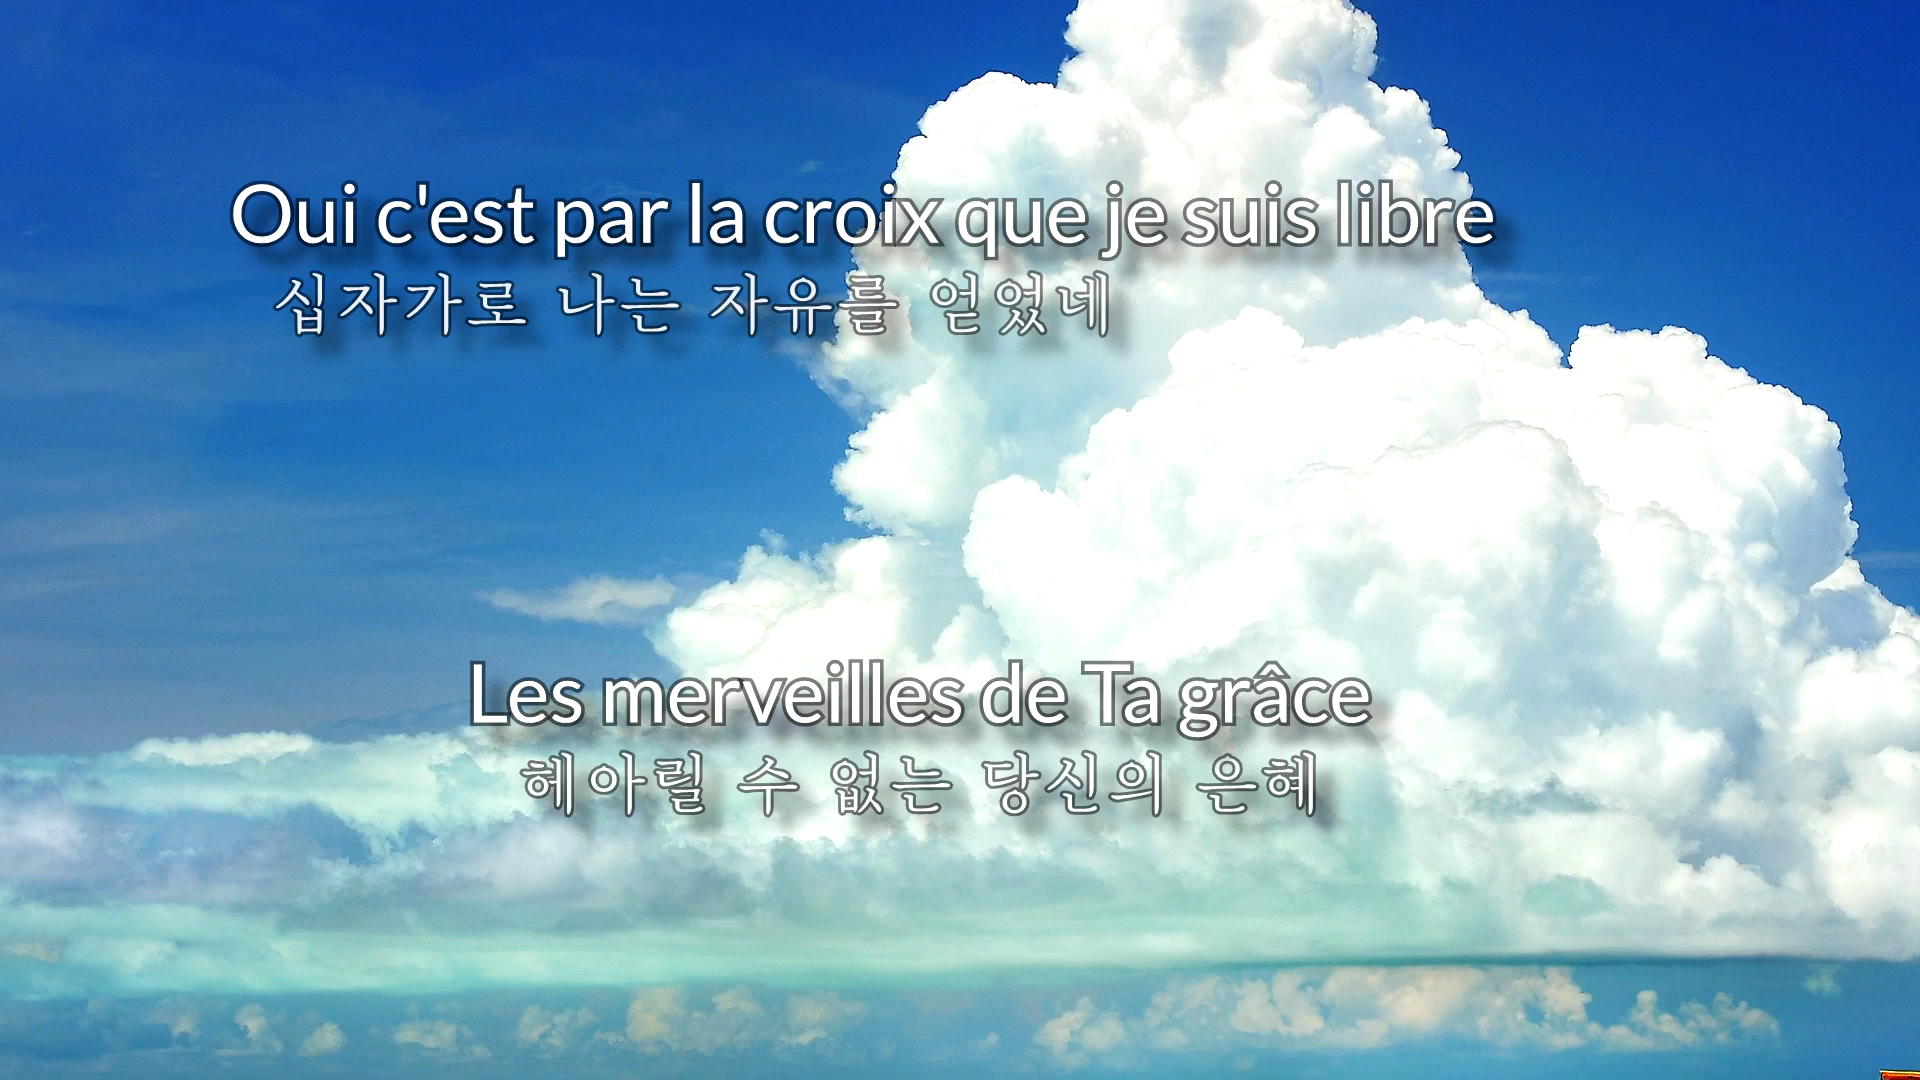 Oui c'est par la croix que je suis libre
십자가로 나는 자유를 얻었네
Les merveilles de Ta grâce
헤아릴 수 없는 당신의 은혜